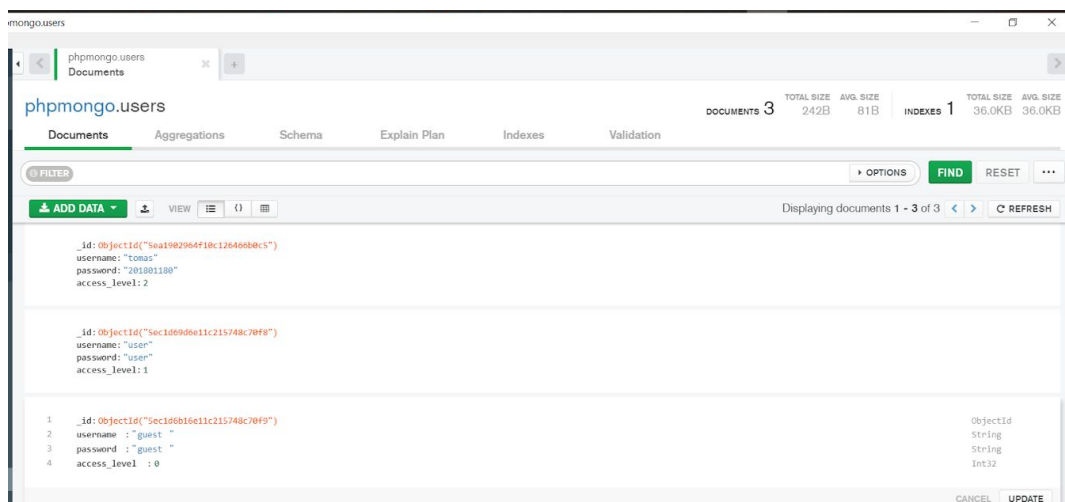 omongo.users
phpmongo.users
Documents
phpmongo.users
DOCUMENTS 3 TOTAL SIZE 242B AVG. SIZE 81B INDEXES 1 TOTAL SIZE 36.0KB AVG. SIZE 36.0KB
Documents Aggregations Schema Explain Plan Indexes Validation
FILTER OPTIONS FIND RESET ...
ADD DATA VIEW {} Displaying documents 1 - 3 of 3 < > REFRESH
_id: ObjectId("5ea1902964f10c126466b0c5")
username: "tomas"
password: "201801180"
access_level: 2
_id: ObjectId("5ec1d69d6e11c215748c70f8")
username: "user"
password: "user"
access_level: 1
1 _id: ObjectId("5ec1d6b16e11c215748c70f9") ObjectId
2 username : "guest " String
3 password : "guest " String
4 access_level : 0 Int32
CANCEL UPDATE